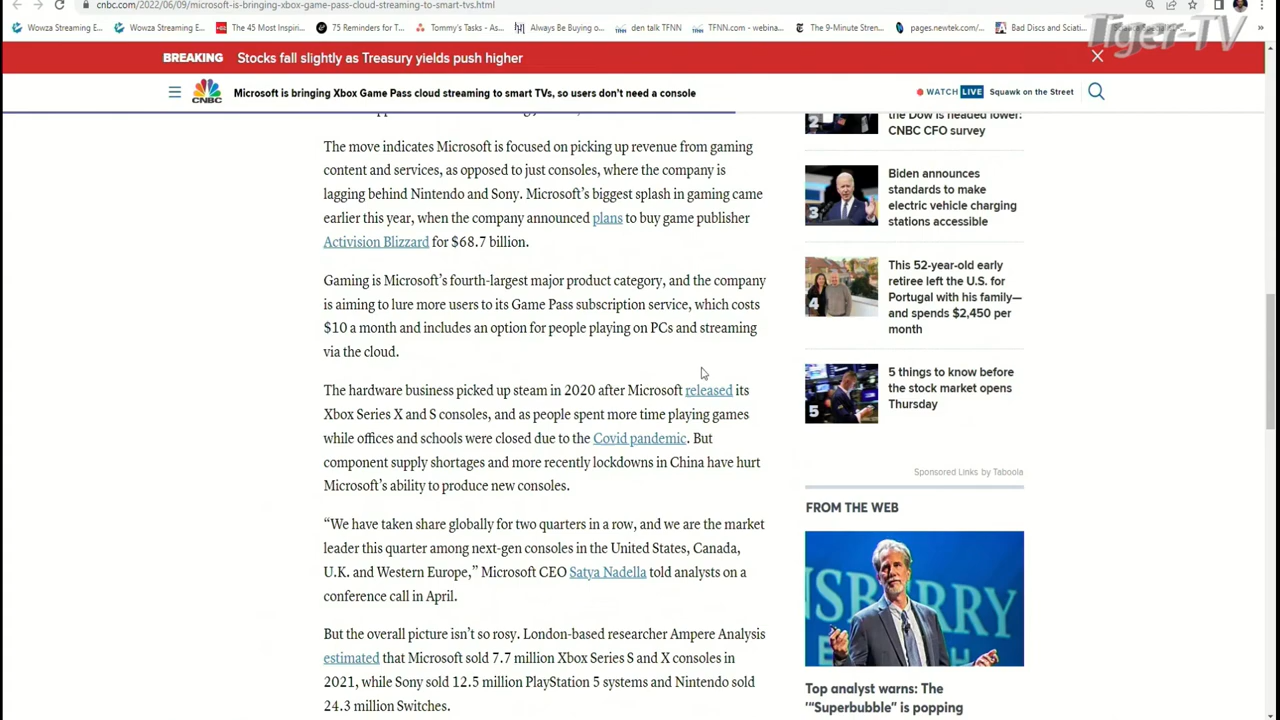 cnbc.com/2022/06/09/microsoft-is-bringing-xbox-game-pass-cloud-streaming-to-smart-tvs.html
Wowza Streaming E... Wowza Streaming E... The 45 Most Inspiri... 75 Reminders for T... Tommy's Tasks - As... Always Be Buying o... den talk TFNN TFNN.com - webina... The 9-Minute Stren... pages.newtek.com/... Bad Discs and Sciati...
Tiger-TV
BREAKING Stocks fall slightly as Treasury yields push higher
CNBC
Microsoft is bringing Xbox Game Pass cloud streaming to smart TVs, so users don't need a console
WATCH LIVE Squawk on the Street
The move indicates Microsoft is focused on picking up revenue from gaming
content and services, as opposed to just consoles, where the company is
lagging behind Nintendo and Sony. Microsoft's biggest splash in gaming came
earlier this year, when the company announced plans to buy game publisher
Activision Blizzard for $68.7 billion.
Gaming is Microsoft's fourth-largest major product category, and the company
is aiming to lure more users to its Game Pass subscription service, which costs
$10 a month and includes an option for people playing on PCs and streaming
via the cloud.
The hardware business picked up steam in 2020 after Microsoft released its
Xbox Series X and S consoles, and as people spent more time playing games
while offices and schools were closed due to the Covid pandemic. But
component supply shortages and more recently lockdowns in China have hurt
Microsoft's ability to produce new consoles.
“We have taken share globally for two quarters in a row, and we are the market
leader this quarter among next-gen consoles in the United States, Canada,
U.K. and Western Europe,” Microsoft CEO Satya Nadella told analysts on a
conference call in April.
But the overall picture isn't so rosy. London-based researcher Ampere Analysis
estimated that Microsoft sold 7.7 million Xbox Series S and X consoles in
2021, while Sony sold 12.5 million PlayStation 5 systems and Nintendo sold
24.3 million Switches.
2
the Dow is headed lower:
CNBC CFO survey
3
Biden announces
standards to make
electric vehicle charging
stations accessible
4
This 52-year-old early
retiree left the U.S. for
Portugal with his family—
and spends $2,450 per
month
5
5 things to know before
the stock market opens
Thursday
Sponsored Links by Taboola
FROM THE WEB
NSBERRY
Top analyst warns: The
'“Superbubble” is popping